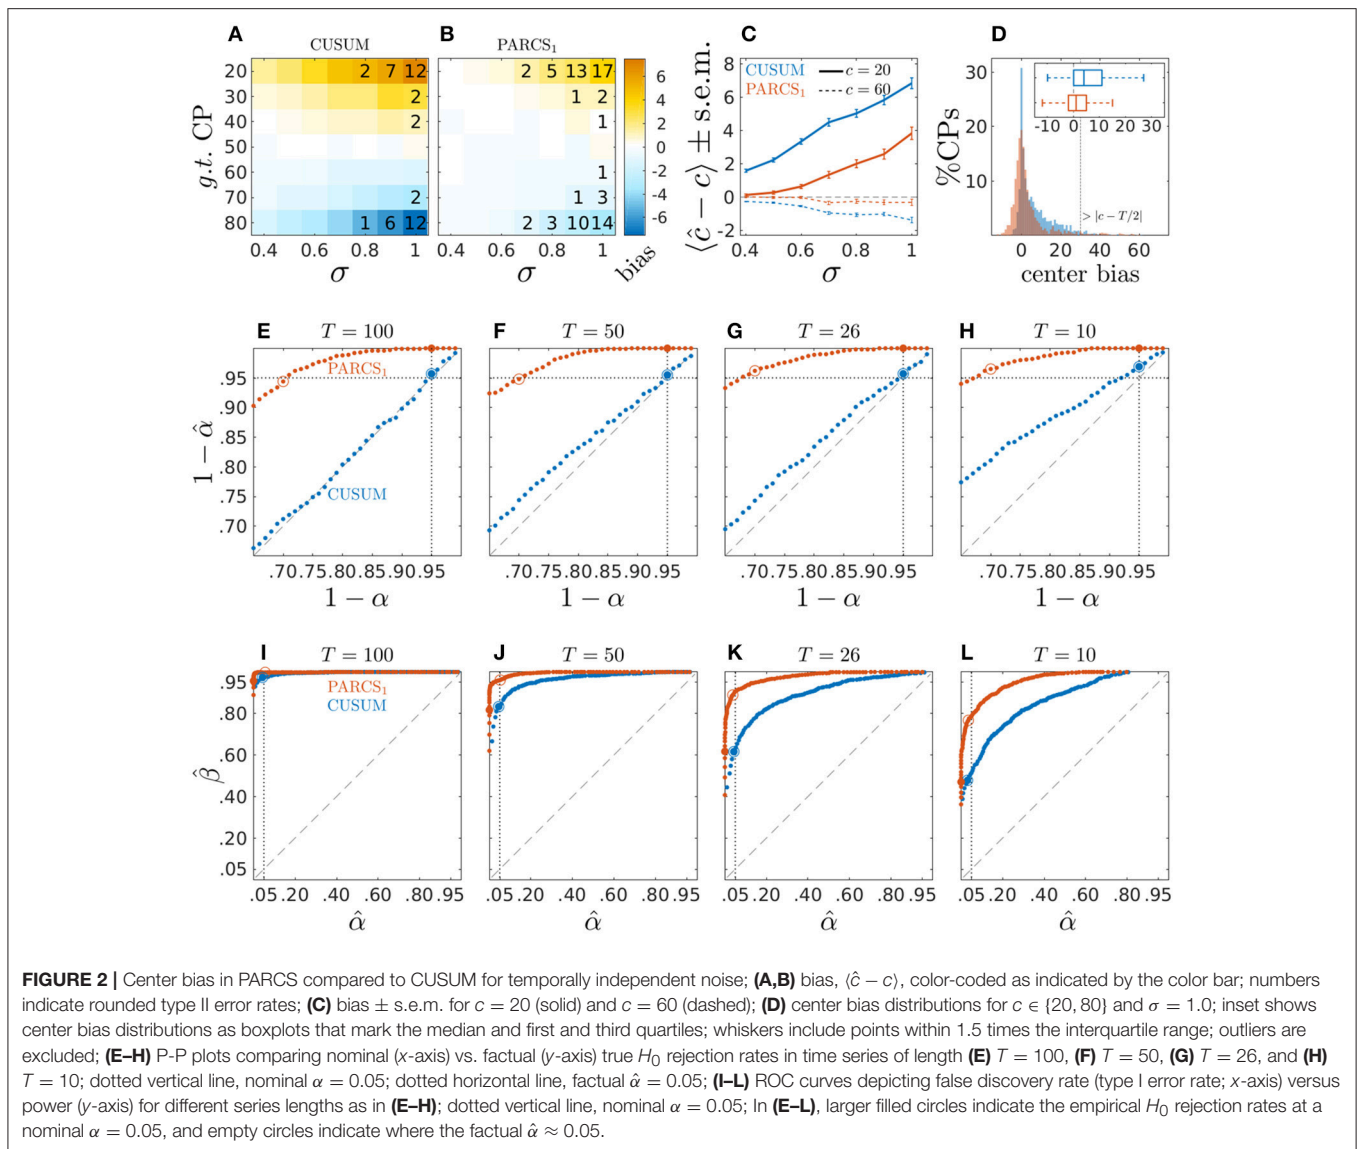 A CUSUM B PARCS₁ C D
20 30 40 50 60 70 80
g.t. CP
2 7 12
2
2
2
1 6 12
0.4 0.6 0.8 1
σ
2 5 13 17
1 2
1
1
1 3
2 3 10 14
0.4 0.6 0.8 1
σ
6 4 2 0 -2 -4 -6
bias
⟨ĉ − c⟩ ± s.e.m.
8 6 4 2 0 -2
CUSUM c = 20
PARCS₁ c = 60
0.4 0.6 0.8 1
σ
%CPs
30 20 10
-10 0 10 20 30
> |c − T/2|
0 20 40 60
center bias
E T = 100 F T = 50 G T = 26 H T = 10
1 − α̂
.95 .90 .85 .80 .75 .70
PARCS₁
CUSUM
.70.75.80.85.90.95 .70.75.80.85.90.95 .70.75.80.85.90.95 .70.75.80.85.90.95
1 − α 1 − α 1 − α 1 − α
I T = 100 J T = 50 K T = 26 L T = 10
β̂
.95 .80 .60 .40 .20 .05
PARCS₁
CUSUM
.05.20 .40 .60 .80.95 .05.20 .40 .60 .80.95 .05.20 .40 .60 .80.95 .05.20 .40 .60 .80.95
α̂ α̂ α̂ α̂
FIGURE 2 | Center bias in PARCS compared to CUSUM for temporally independent noise; (A,B) bias, ⟨ĉ − c⟩, color-coded as indicated by the color bar; numbers
indicate rounded type II error rates; (C) bias ± s.e.m. for c = 20 (solid) and c = 60 (dashed); (D) center bias distributions for c ∈ {20, 80} and σ = 1.0; inset shows
center bias distributions as boxplots that mark the median and first and third quartiles; whiskers include points within 1.5 times the interquartile range; outliers are
excluded; (E–H) P-P plots comparing nominal (x-axis) vs. factual (y-axis) true H₀ rejection rates in time series of length (E) T = 100, (F) T = 50, (G) T = 26, and (H)
T = 10; dotted vertical line, nominal α = 0.05; dotted horizontal line, factual α̂ = 0.05; (I–L) ROC curves depicting false discovery rate (type I error rate; x-axis) versus
power (y-axis) for different series lengths as in (E–H); dotted vertical line, nominal α = 0.05; In (E–L), larger filled circles indicate the empirical H₀ rejection rates at a
nominal α = 0.05, and empty circles indicate where the factual α̂ ≈ 0.05.